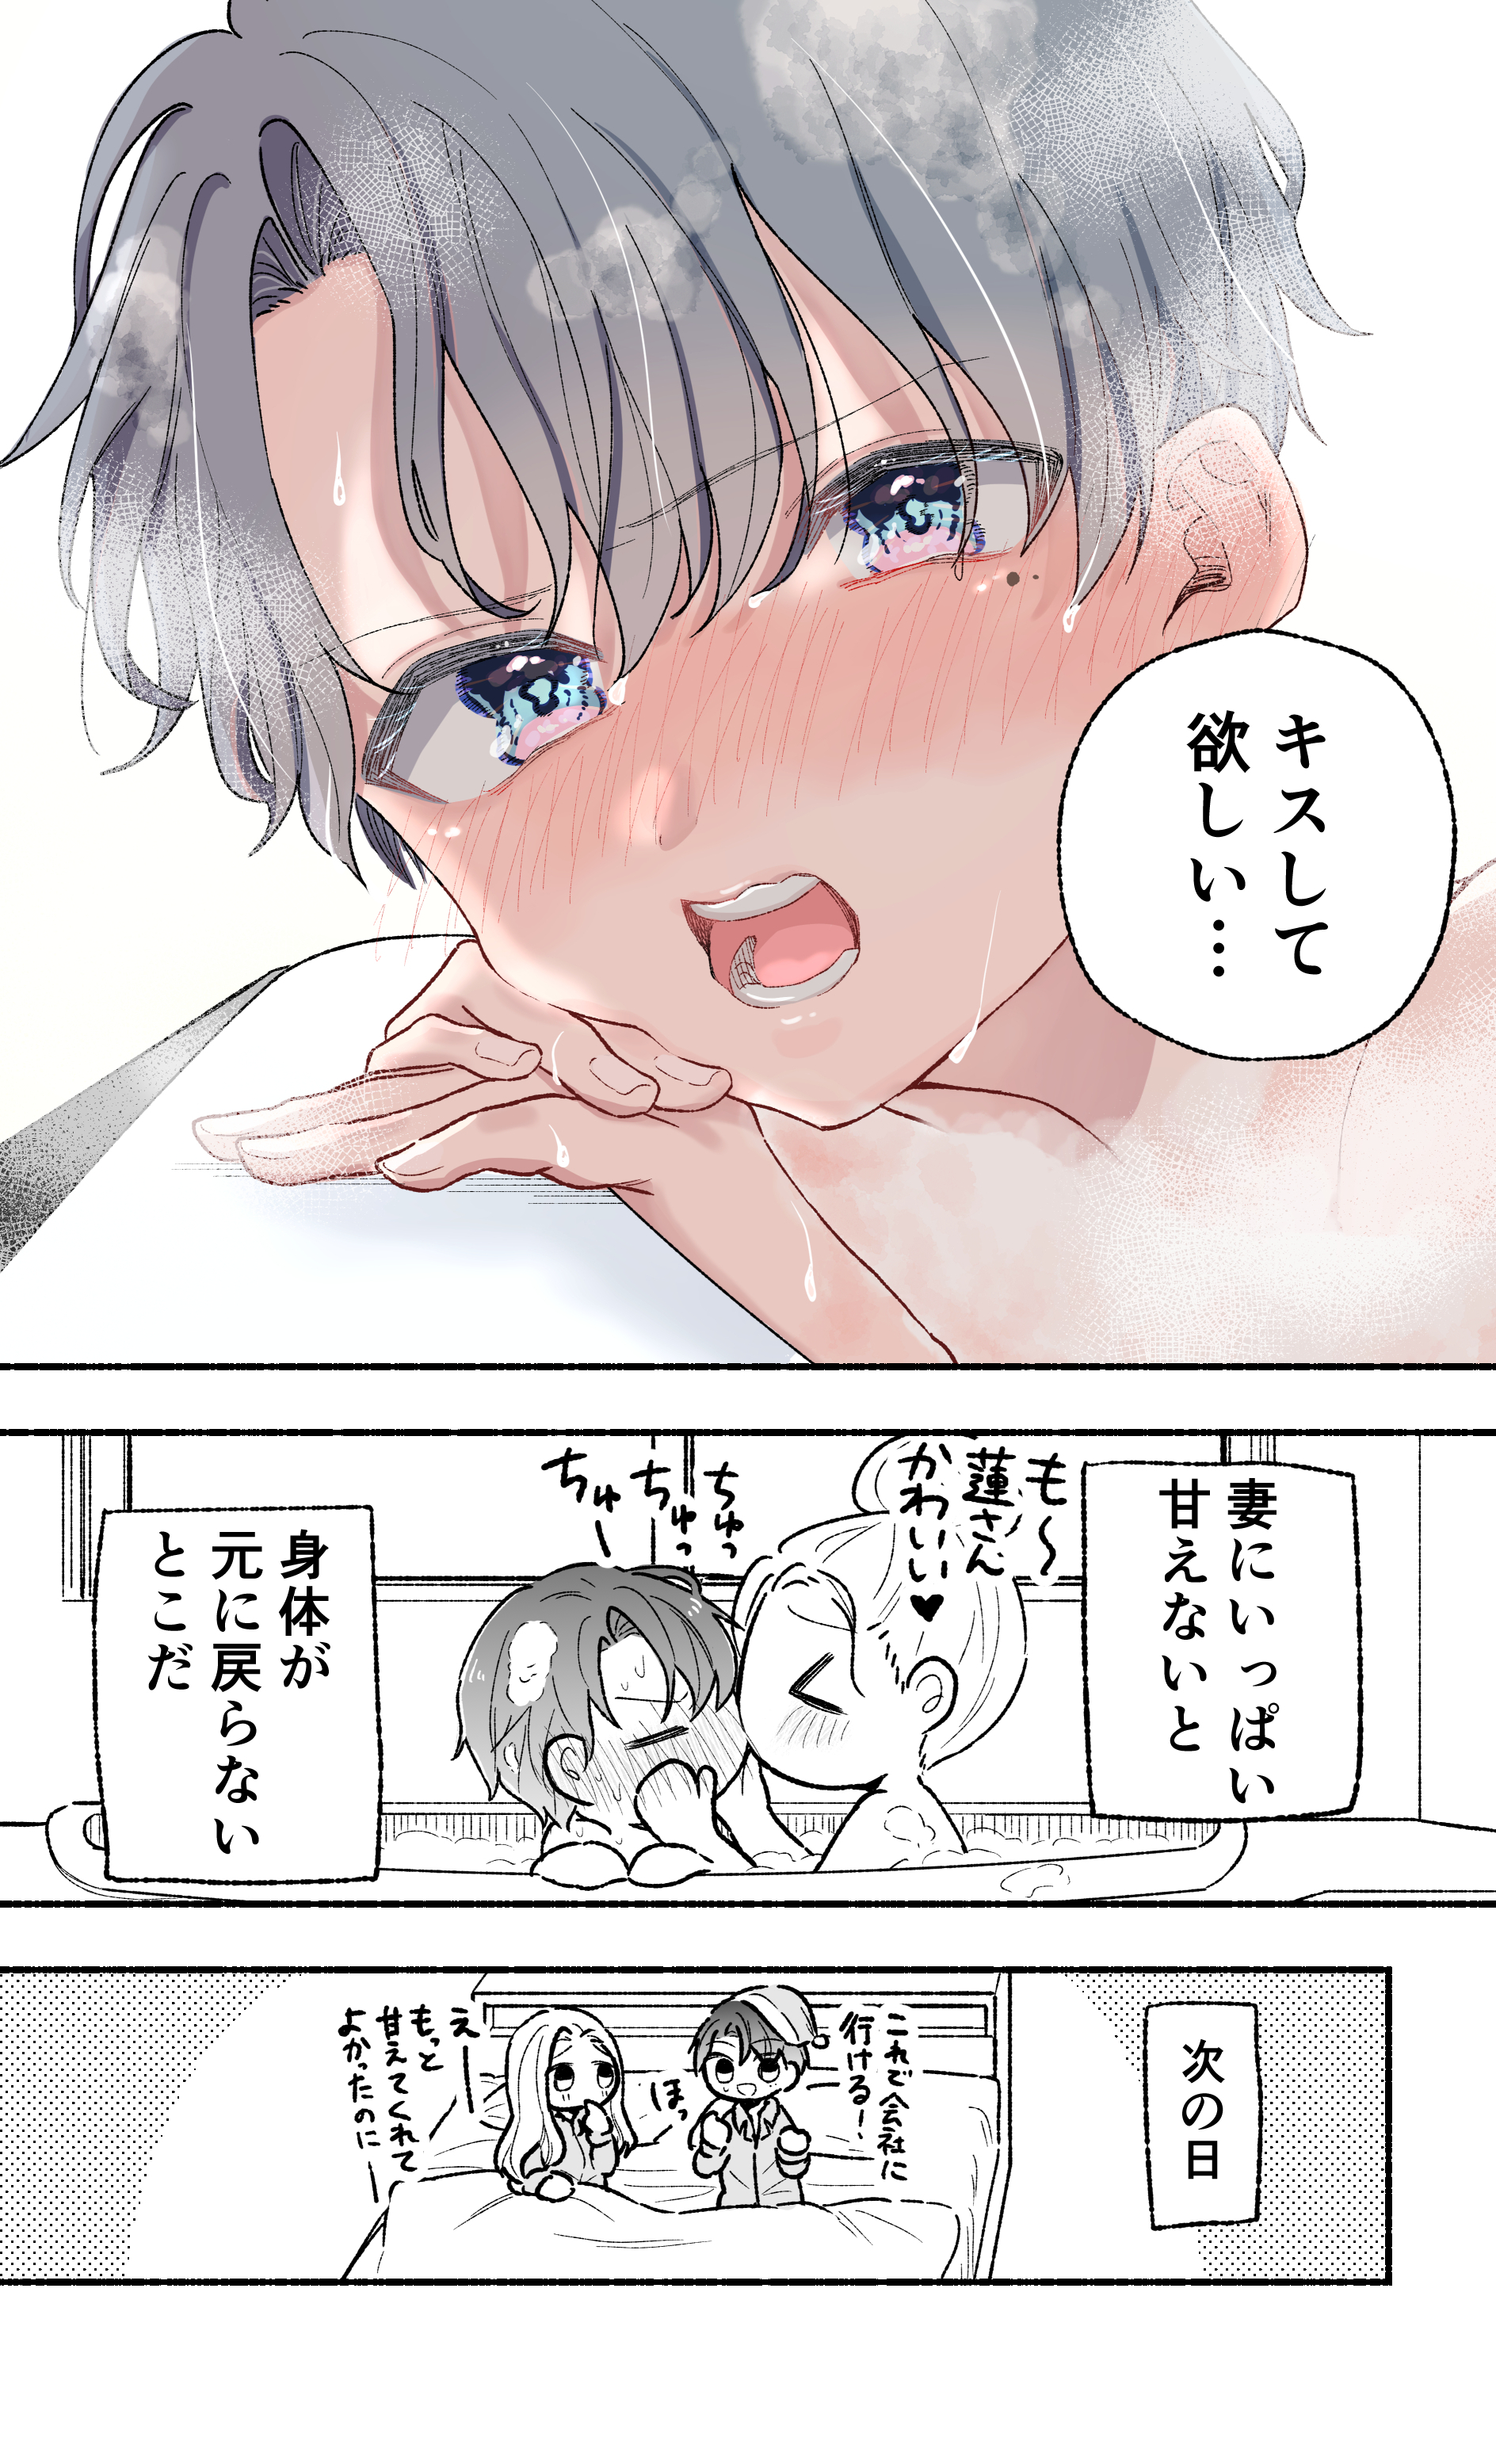 キスして
欲しい…
妻にいっぱい
甘えないと
も〜
蓮さん
かわいい♥
ちゅっ
ちゅっ
ちゅー
身体が
元に戻らない
とこだ
次の日
これで会社に
行ける！
ほっ
えー
もっと
甘えてくれて
よかったのにー